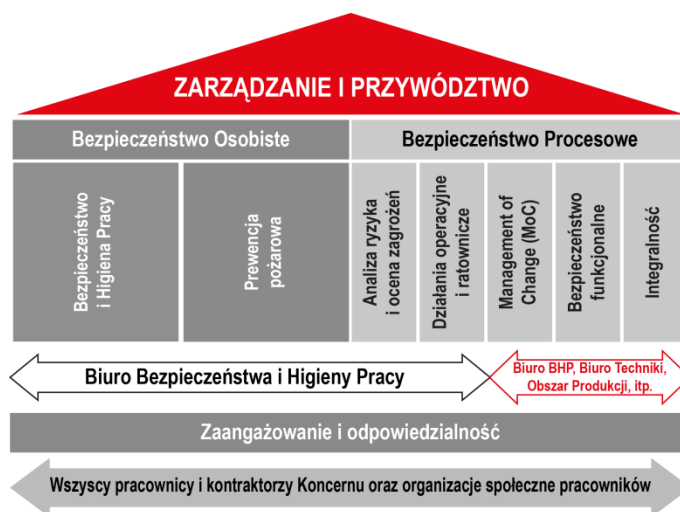 ZARZĄDZANIE I PRZYWÓDZTWO
Bezpieczeństwo Osobiste
Bezpieczeństwo Procesowe
Bezpieczeństwo
i Higiena Pracy
Prewencja
pożarowa
Analiza ryzyka
i ocena zagrożeń
Działania operacyjne
i ratownicze
Management of
Change (MoC)
Bezpieczeństwo
funkcjonalne
Integralność
Biuro Bezpieczeństwa i Higieny Pracy
Biuro BHP, Biuro Techniki,
Obszar Produkcji, itp.
Zaangażowanie i odpowiedzialność
Wszyscy pracownicy i kontraktorzy Koncernu oraz organizacje społeczne pracowników